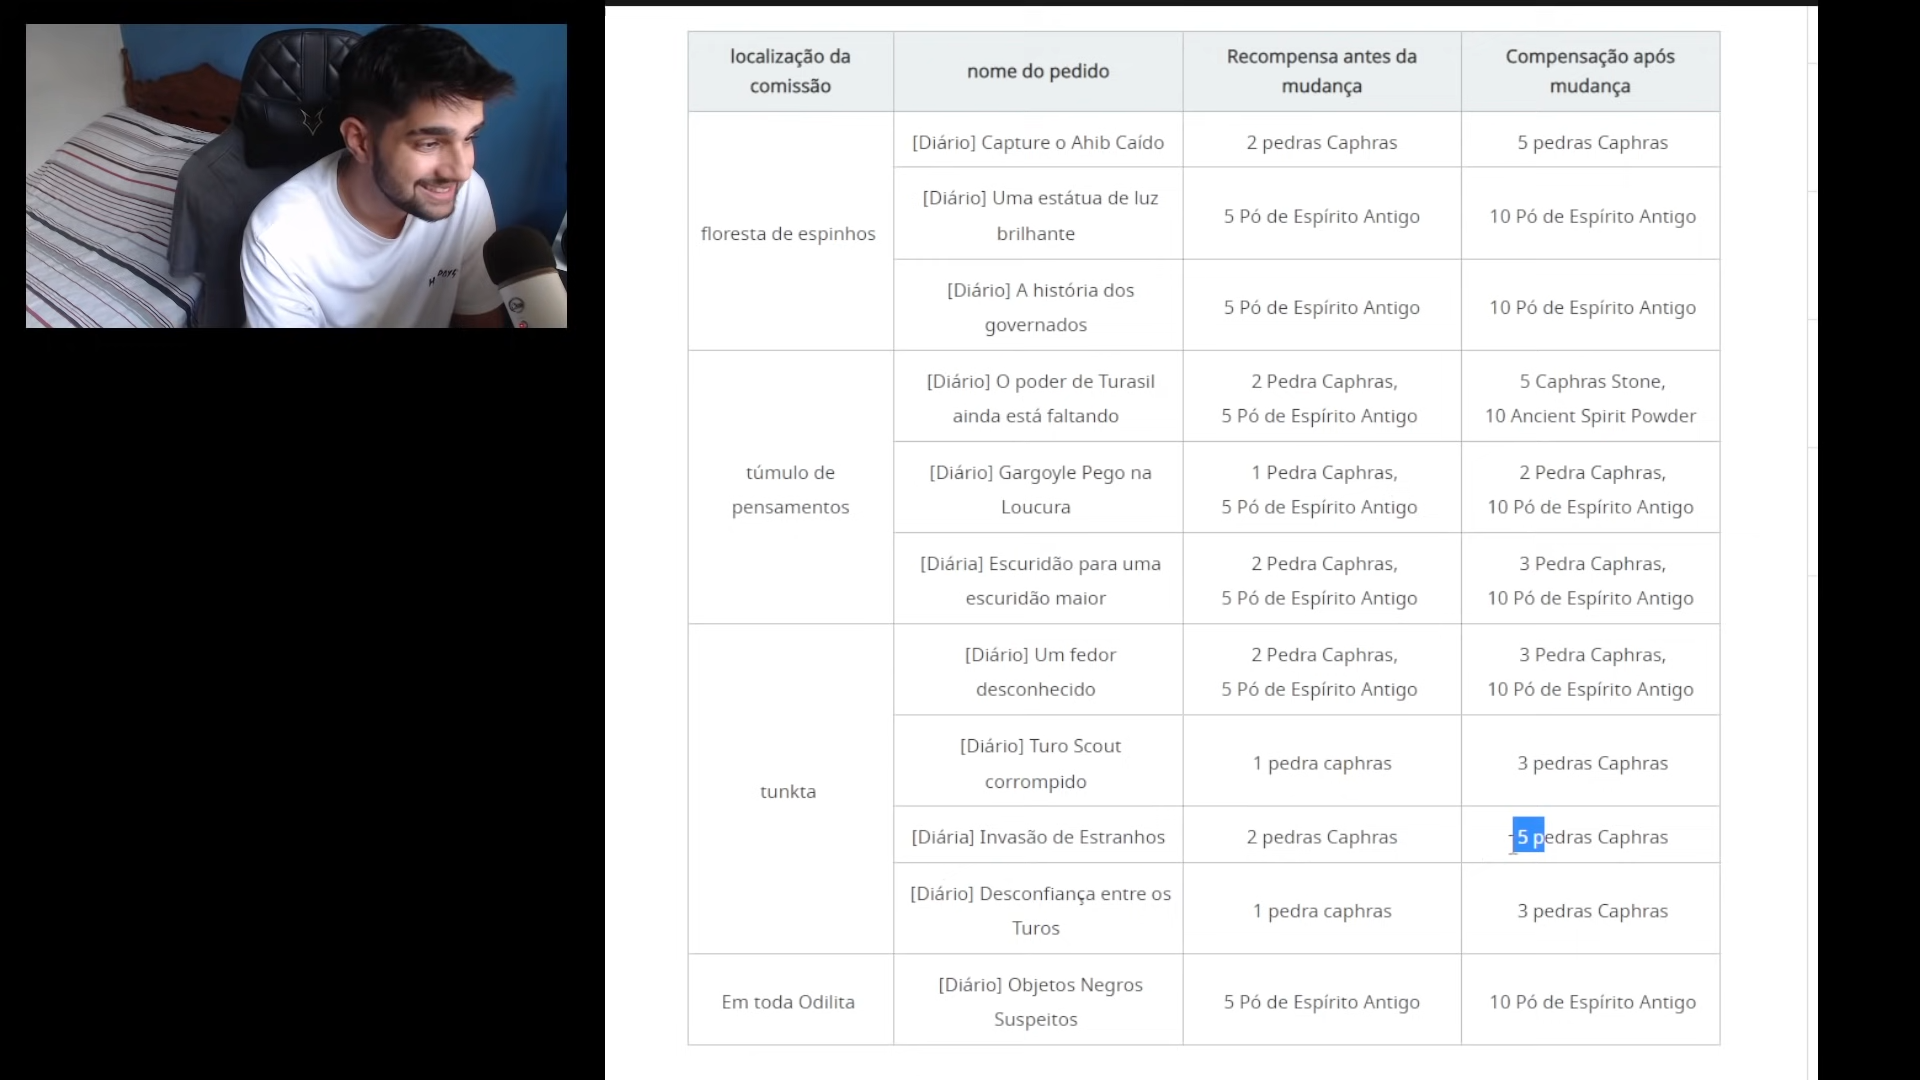 localização da
comissão
nome do pedido
Recompensa antes da
mudança
Compensação após
mudança
floresta de espinhos
[Diário] Capture o Ahib Caído
2 pedras Caphras
5 pedras Caphras
[Diário] Uma estátua de luz
brilhante
5 Pó de Espírito Antigo
10 Pó de Espírito Antigo
[Diário] A história dos
governados
5 Pó de Espírito Antigo
10 Pó de Espírito Antigo
túmulo de
pensamentos
[Diário] O poder de Turasil
ainda está faltando
2 Pedra Caphras,
5 Pó de Espírito Antigo
5 Caphras Stone,
10 Ancient Spirit Powder
[Diário] Gargoyle Pego na
Loucura
1 Pedra Caphras,
5 Pó de Espírito Antigo
2 Pedra Caphras,
10 Pó de Espírito Antigo
[Diária] Escuridão para uma
escuridão maior
2 Pedra Caphras,
5 Pó de Espírito Antigo
3 Pedra Caphras,
10 Pó de Espírito Antigo
tunkta
[Diário] Um fedor
desconhecido
2 Pedra Caphras,
5 Pó de Espírito Antigo
3 Pedra Caphras,
10 Pó de Espírito Antigo
[Diário] Turo Scout
corrompido
1 pedra caphras
3 pedras Caphras
[Diária] Invasão de Estranhos
2 pedras Caphras
5 pedras Caphras
[Diário] Desconfiança entre os
Turos
1 pedra caphras
3 pedras Caphras
Em toda Odilita
[Diário] Objetos Negros
Suspeitos
5 Pó de Espírito Antigo
10 Pó de Espírito Antigo